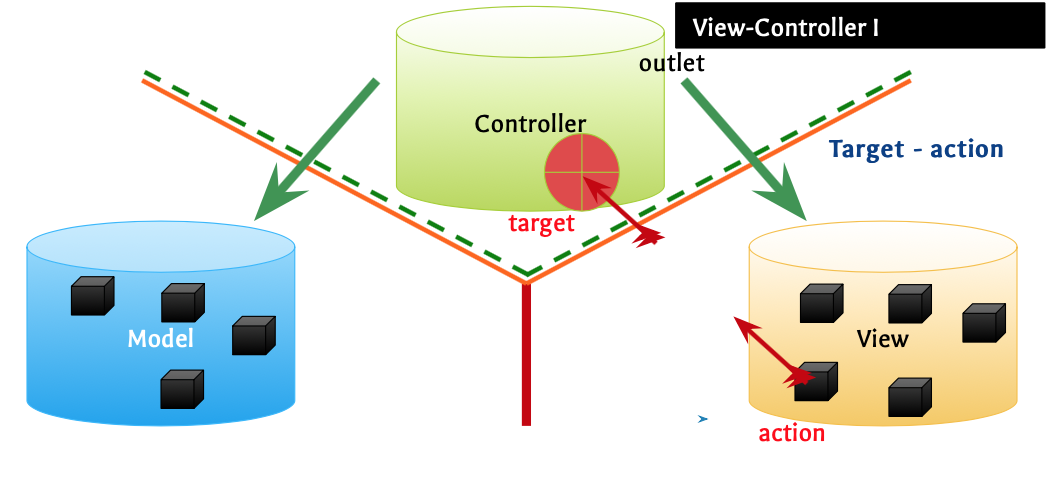 View-Controller I
outlet
Controller
Target - action
target
Model
View
action